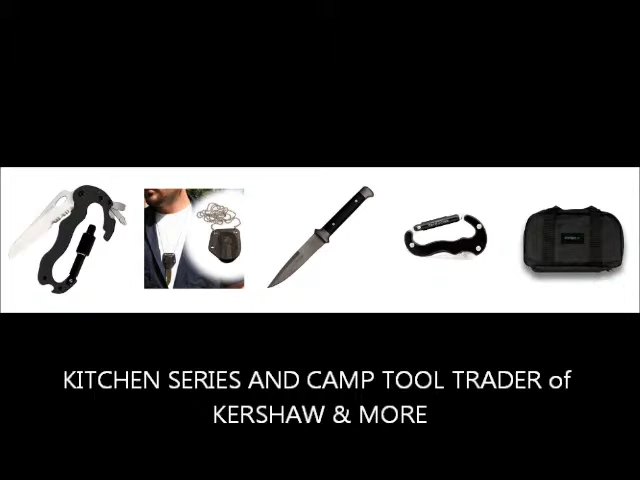 KITCHEN SERIES AND CAMP TOOL TRADER of
KERSHAW & MORE